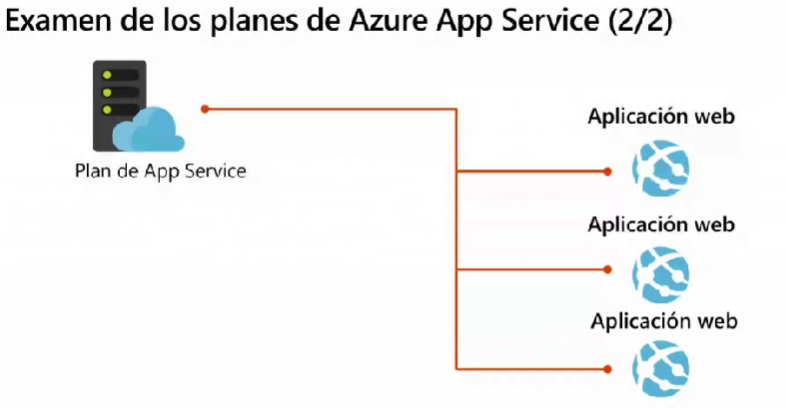 Examen de los planes de Azure App Service (2/2)
Plan de App Service
Aplicación web
Aplicación web
Aplicación web